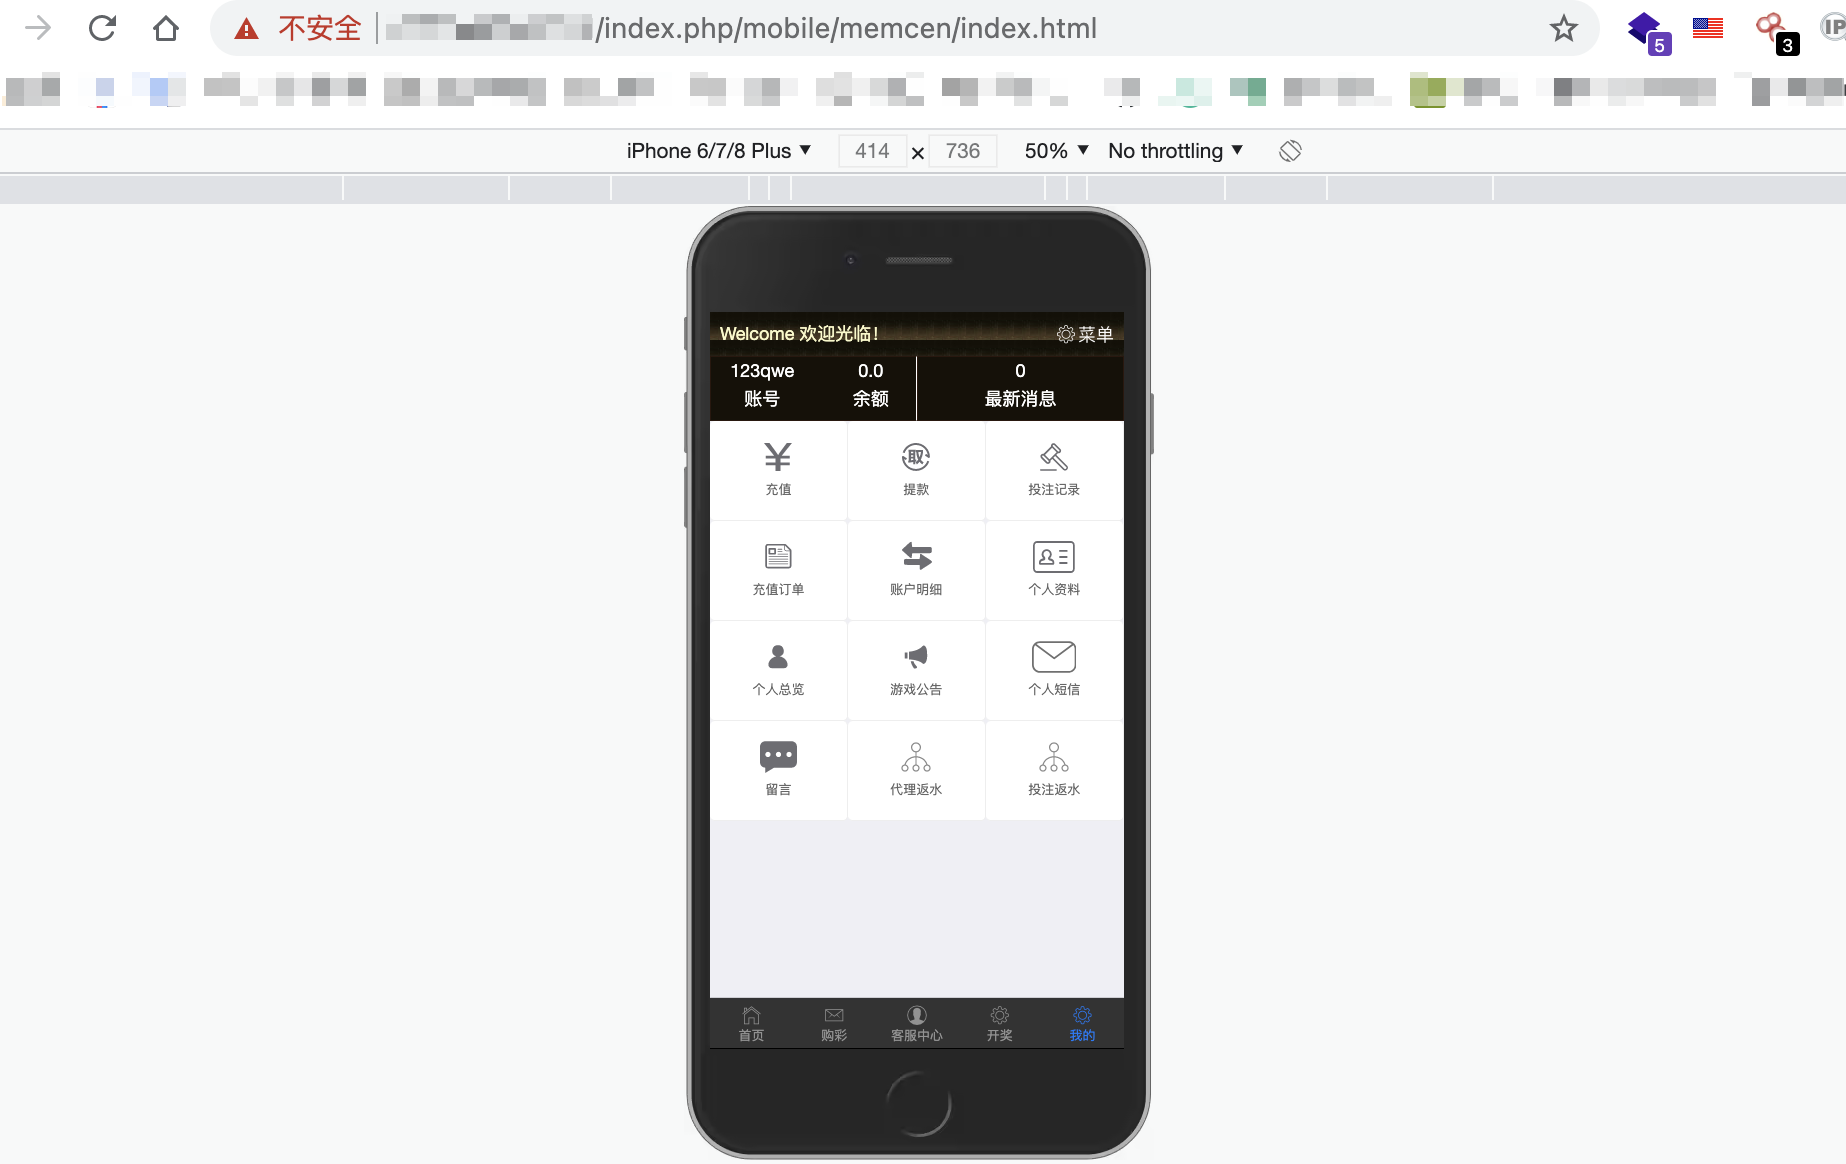 不安全 /index.php/mobile/memcen/index.html
5
3
IP
iPhone 6/7/8 Plus ▼ 414 × 736 50% ▼ No throttling ▼
Welcome 欢迎光临! 菜单
123qwe 0.0 0
账号 余额 最新消息
¥ 取
充值 提款 投注记录
充值订单 账户明细 个人资料
个人总览 游戏公告 个人短信
留言 代理返水 投注返水
首页 购彩 客服中心 开奖 我的